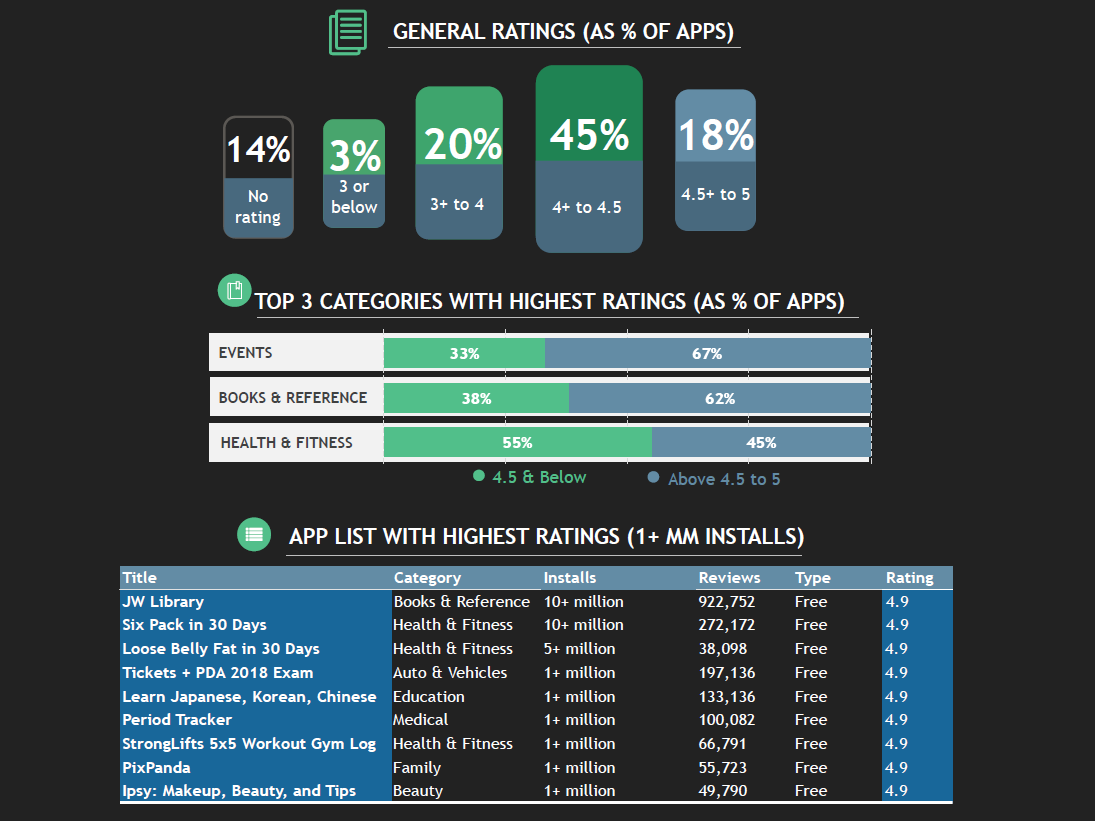 GENERAL RATINGS (AS % OF APPS)
14%
No
rating
3%
3 or
below
20%
3+ to 4
45%
4+ to 4.5
18%
4.5+ to 5
TOP 3 CATEGORIES WITH HIGHEST RATINGS (AS % OF APPS)
EVENTS 33% 67%
BOOKS & REFERENCE 38% 62%
HEALTH & FITNESS 55% 45%
4.5 & Below Above 4.5 to 5
APP LIST WITH HIGHEST RATINGS (1+ MM INSTALLS)
Title Category Installs Reviews Type Rating
JW Library Books & Reference 10+ million 922,752 Free 4.9
Six Pack in 30 Days Health & Fitness 10+ million 272,172 Free 4.9
Loose Belly Fat in 30 Days Health & Fitness 5+ million 38,098 Free 4.9
Tickets + PDA 2018 Exam Auto & Vehicles 1+ million 197,136 Free 4.9
Learn Japanese, Korean, Chinese Education 1+ million 133,136 Free 4.9
Period Tracker Medical 1+ million 100,082 Free 4.9
StrongLifts 5x5 Workout Gym Log Health & Fitness 1+ million 66,791 Free 4.9
PixPanda Family 1+ million 55,723 Free 4.9
Ipsy: Makeup, Beauty, and Tips Beauty 1+ million 49,790 Free 4.9